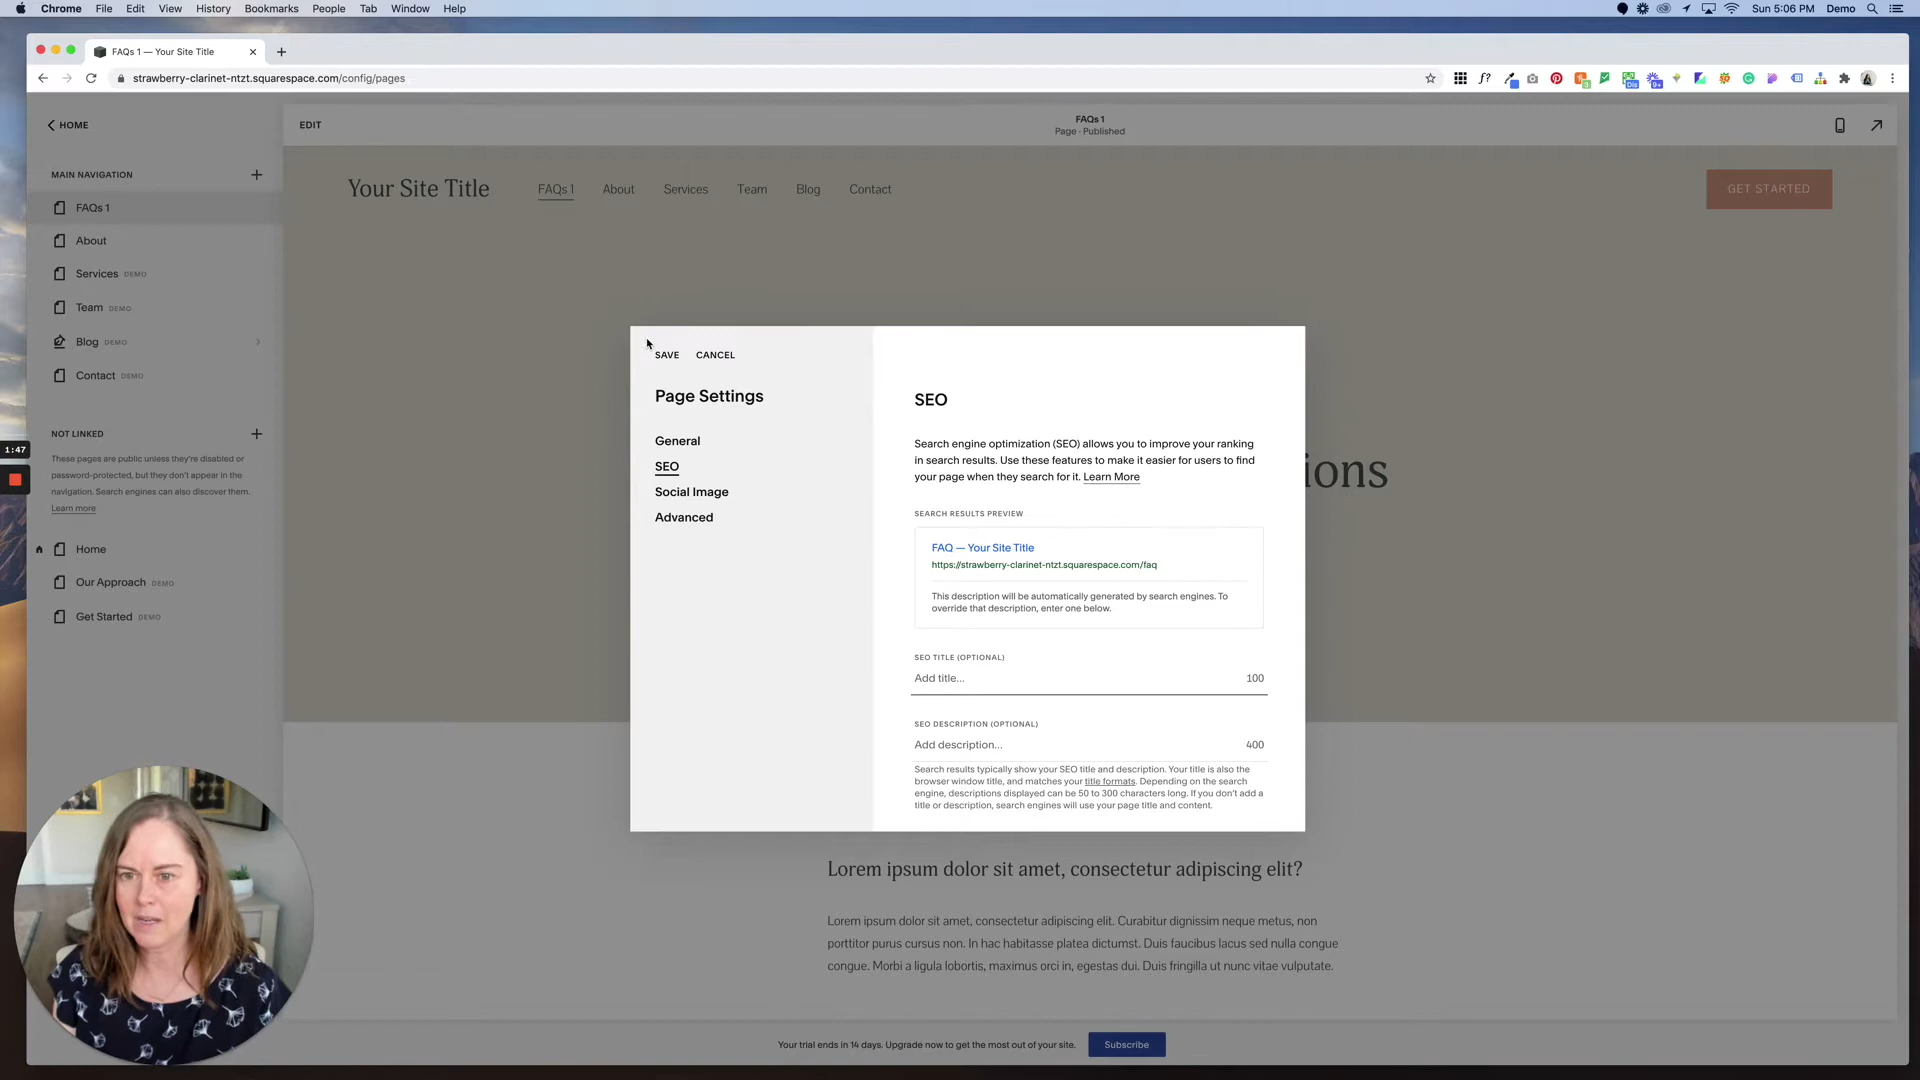 Chrome File Edit View History Bookmarks People Tab Window Help
Sun 5:06 PM Demo
FAQs 1 — Your Site Title
strawberry-clarinet-ntzt.squarespace.com/config/pages
f?
3
Dis
9+
HOME
EDIT
FAQs 1
Page · Published
MAIN NAVIGATION
FAQs 1
About
Services DEMO
Team DEMO
Blog DEMO
Contact DEMO
NOT LINKED
These pages are public unless they're disabled or
password-protected, but they don't appear in the
navigation. Search engines can also discover them.
Learn more
Home
Our Approach DEMO
Get Started DEMO
1:47
Your Site Title
FAQs 1 About Services Team Blog Contact
GET STARTED
ions
SAVE CANCEL
Page Settings
General
SEO
Social Image
Advanced
SEO
Search engine optimization (SEO) allows you to improve your ranking
in search results. Use these features to make it easier for users to find
your page when they search for it. Learn More
SEARCH RESULTS PREVIEW
FAQ — Your Site Title
https://strawberry-clarinet-ntzt.squarespace.com/faq
This description will be automatically generated by search engines. To
override that description, enter one below.
SEO TITLE (OPTIONAL)
Add title... 100
SEO DESCRIPTION (OPTIONAL)
Add description... 400
Search results typically show your SEO title and description. Your title is also the
browser window title, and matches your title formats. Depending on the search
engine, descriptions displayed can be 50 to 300 characters long. If you don't add a
title or description, search engines will use your page title and content.
Lorem ipsum dolor sit amet, consectetur adipiscing elit?
Lorem ipsum dolor sit amet, consectetur adipiscing elit. Curabitur dignissim neque metus, non
porttitor purus cursus non. In hac habitasse platea dictumst. Duis faucibus lacus sed nulla congue
congue. Morbi a ligula lobortis, maximus orci in, egestas dui. Duis fringilla ut nunc vitae vulputate.
Your trial ends in 14 days. Upgrade now to get the most out of your site.
Subscribe